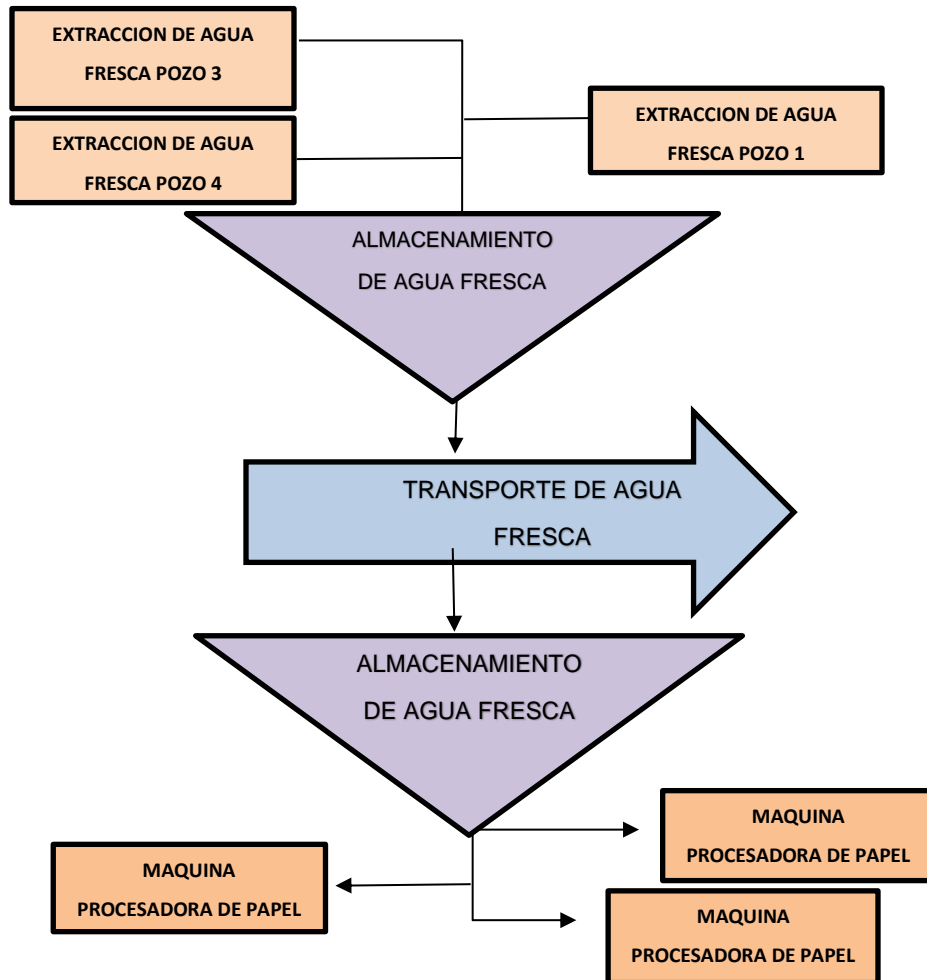 EXTRACCION DE AGUA
FRESCA POZO 3
EXTRACCION DE AGUA
FRESCA POZO 1
EXTRACCION DE AGUA
FRESCA POZO 4
ALMACENAMIENTO
DE AGUA FRESCA
TRANSPORTE DE AGUA
FRESCA
ALMACENAMIENTO
DE AGUA FRESCA
MAQUINA
PROCESADORA DE PAPEL
MAQUINA
PROCESADORA DE PAPEL
MAQUINA
PROCESADORA DE PAPEL